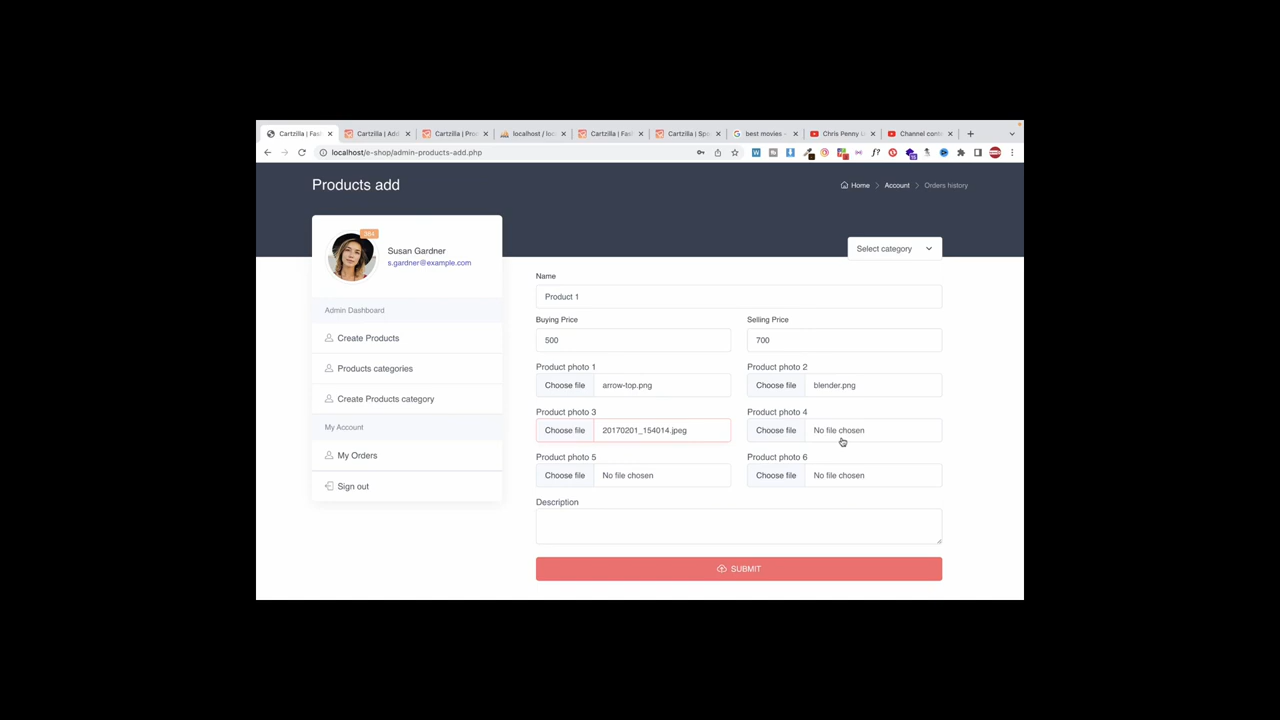 Cartzilla | Fas
Cartzilla | Add
Cartzilla | Proc
localhost / loc
Cartzilla | Fas
Cartzilla | Spo
best movies -
Chris Penny
Channel conte
localhost/e-shop/admin-products-add.php
Products add
Home > Account > Orders history
Susan Gardner
s.gardner@example.com
Select category
Admin Dashboard
Create Products
Products categories
Create Products category
My Account
My Orders
Sign out
Name
Product 1
Buying Price
Selling Price
500
700
Product photo 1
Product photo 2
Choose file arrow-top.png
Choose file blender.png
Product photo 3
Product photo 4
Choose file 20170201_154014.jpeg
Choose file No file chosen
Product photo 5
Product photo 6
Choose file No file chosen
Choose file No file chosen
Description
SUBMIT